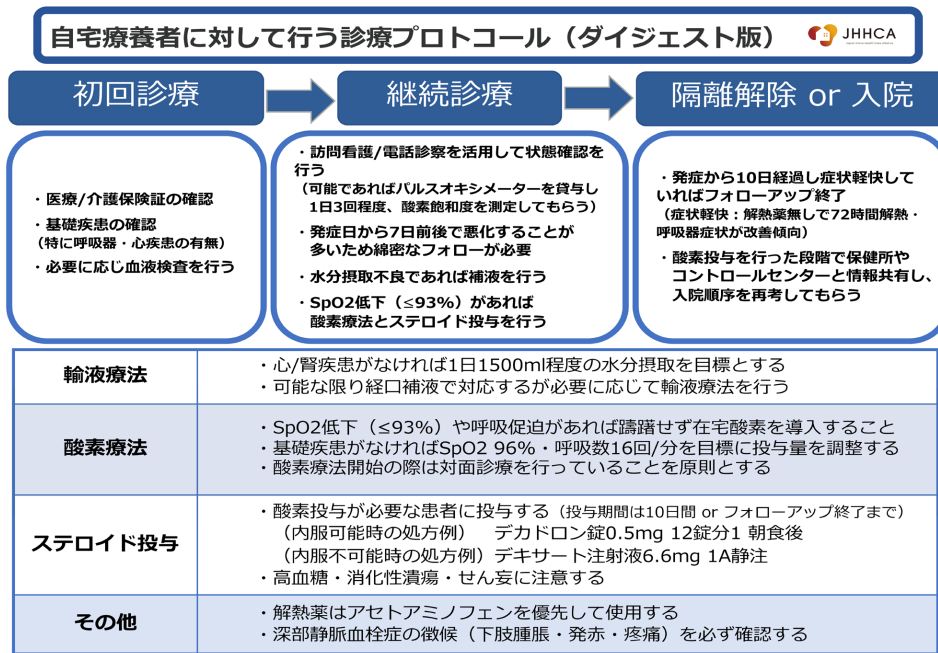 自宅療養者に対して行う診療プロトコール（ダイジェスト版）
JHHCA
初回診療
継続診療
隔離解除 or 入院
・医療/介護保険証の確認
・基礎疾患の確認
（特に呼吸器・心疾患の有無）
・必要に応じ血液検査を行う
・訪問看護/電話診察を活用して状態確認を
行う
（可能であればパルスオキシメーターを貸与し
1日3回程度、酸素飽和度を測定してもらう）
・発症日から7日前後で悪化することが
多いため綿密なフォローが必要
・水分摂取不良であれば補液を行う
・SpO2低下（≤93%）があれば
酸素療法とステロイド投与を行う
・発症から10日経過し症状軽快して
いればフォローアップ終了
（症状軽快：解熱薬無しで72時間解熱・
呼吸器症状が改善傾向）
・酸素投与を行った段階で保健所や
コントロールセンターと情報共有し、
入院順序を再考してもらう
輸液療法
・心/腎疾患がなければ1日1500ml程度の水分摂取を目標とする
・可能な限り経口補液で対応するが必要に応じて輸液療法を行う
酸素療法
・SpO2低下（≤93%）や呼吸促迫があれば躊躇せず在宅酸素を導入すること
・基礎疾患がなければSpO2 96%・呼吸数16回/分を目標に投与量を調整する
・酸素療法開始の際は対面診療を行っていることを原則とする
ステロイド投与
・酸素投与が必要な患者に投与する（投与期間は10日間 or フォローアップ終了まで）
（内服可能時の処方例）　デカドロン錠0.5mg 12錠分1 朝食後
（内服不可能時の処方例）デキサート注射液6.6mg 1A静注
・高血糖・消化性潰瘍・せん妄に注意する
その他
・解熱薬はアセトアミノフェンを優先して使用する
・深部静脈血栓症の徴候（下肢腫脹・発赤・疼痛）を必ず確認する